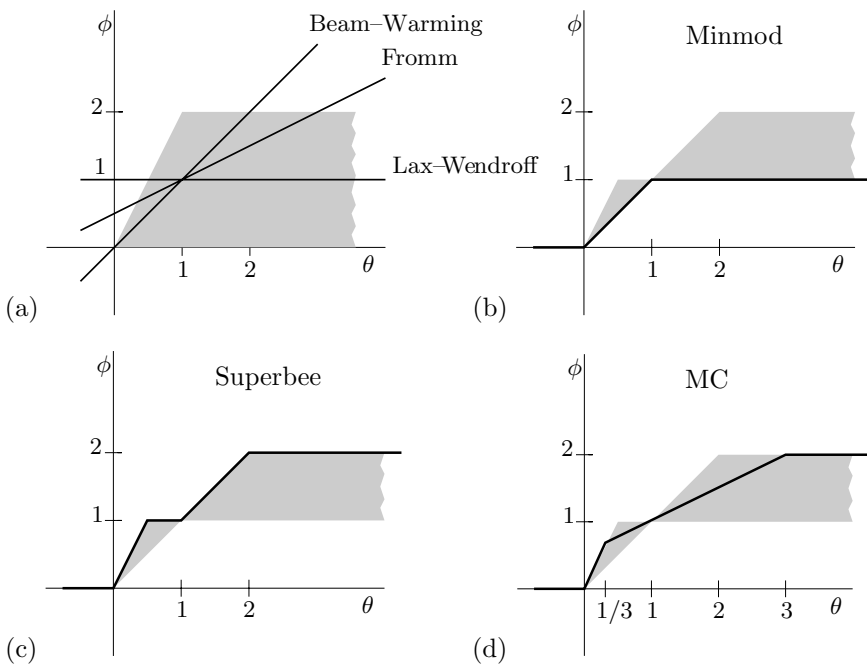 ϕ
Beam–Warming
Fromm
2
1
Lax–Wendroff
1
2
θ
(a)
ϕ
Minmod
2
1
1
2
θ
(b)
ϕ
Superbee
2
1
1
2
θ
(c)
ϕ
MC
2
1
1/3
1
2
3
θ
(d)